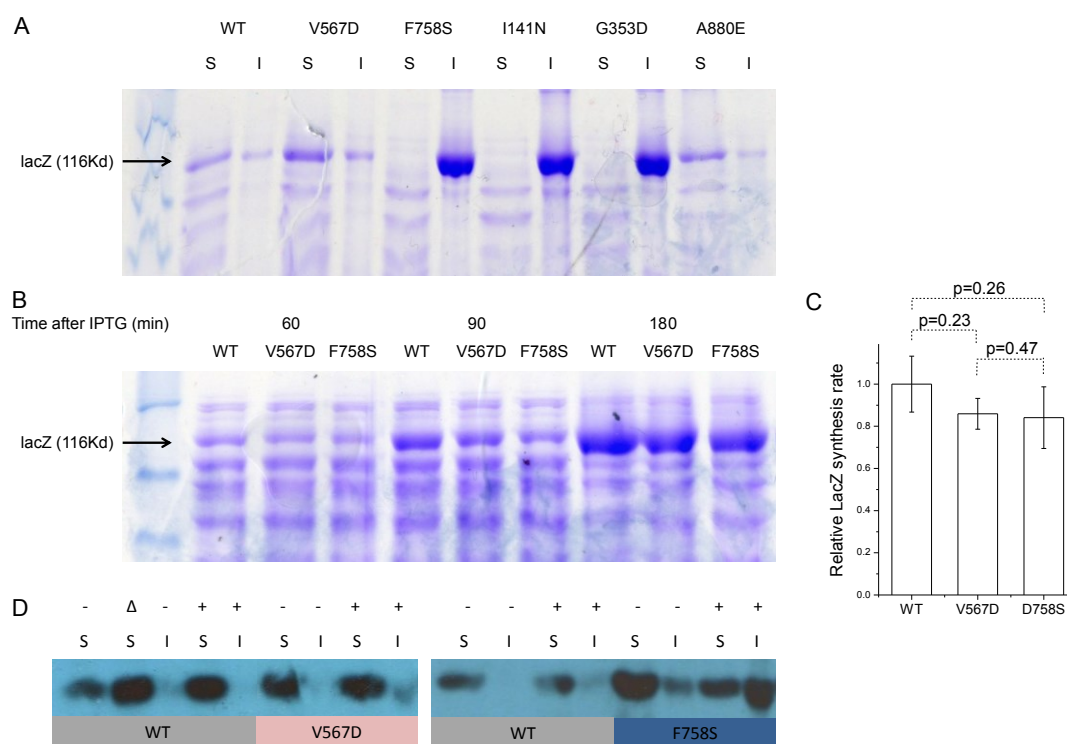 A
WT V567D F758S I141N G353D A880E
S I S I S I S I S I S I
lacZ (116Kd)
B
Time after IPTG (min) 60 90 180
WT V567D F758S WT V567D F758S WT V567D F758S
lacZ (116Kd)
C
p=0.26
p=0.23
p=0.47
Relative LacZ synthesis rate
1.0
0.8
0.6
0.4
0.2
0.0
WT V567D D758S
D
- Δ - + + - - + + - - + + - - + +
S S I S I S I S I S I S I S I S I
WT V567D WT F758S